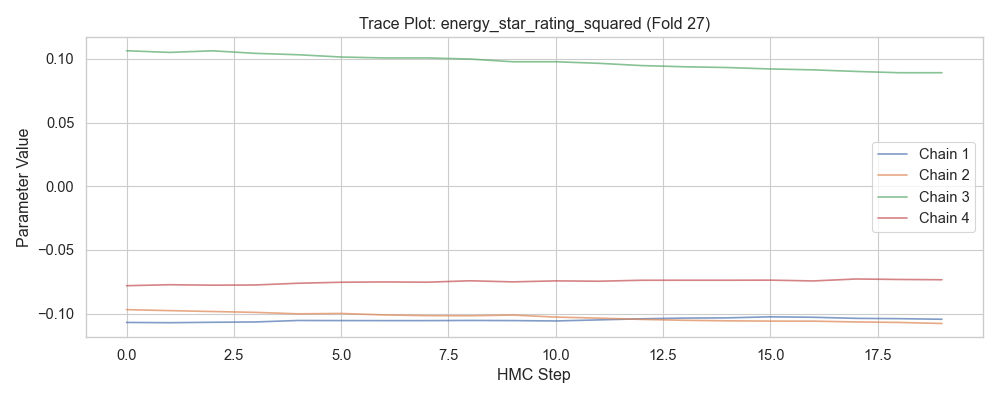 Trace Plot: energy_star_rating_squared (Fold 27)
Parameter Value
0.10
0.05
0.00
−0.05
−0.10
Chain 1
Chain 2
Chain 3
Chain 4
0.0 2.5 5.0 7.5 10.0 12.5 15.0 17.5
HMC Step